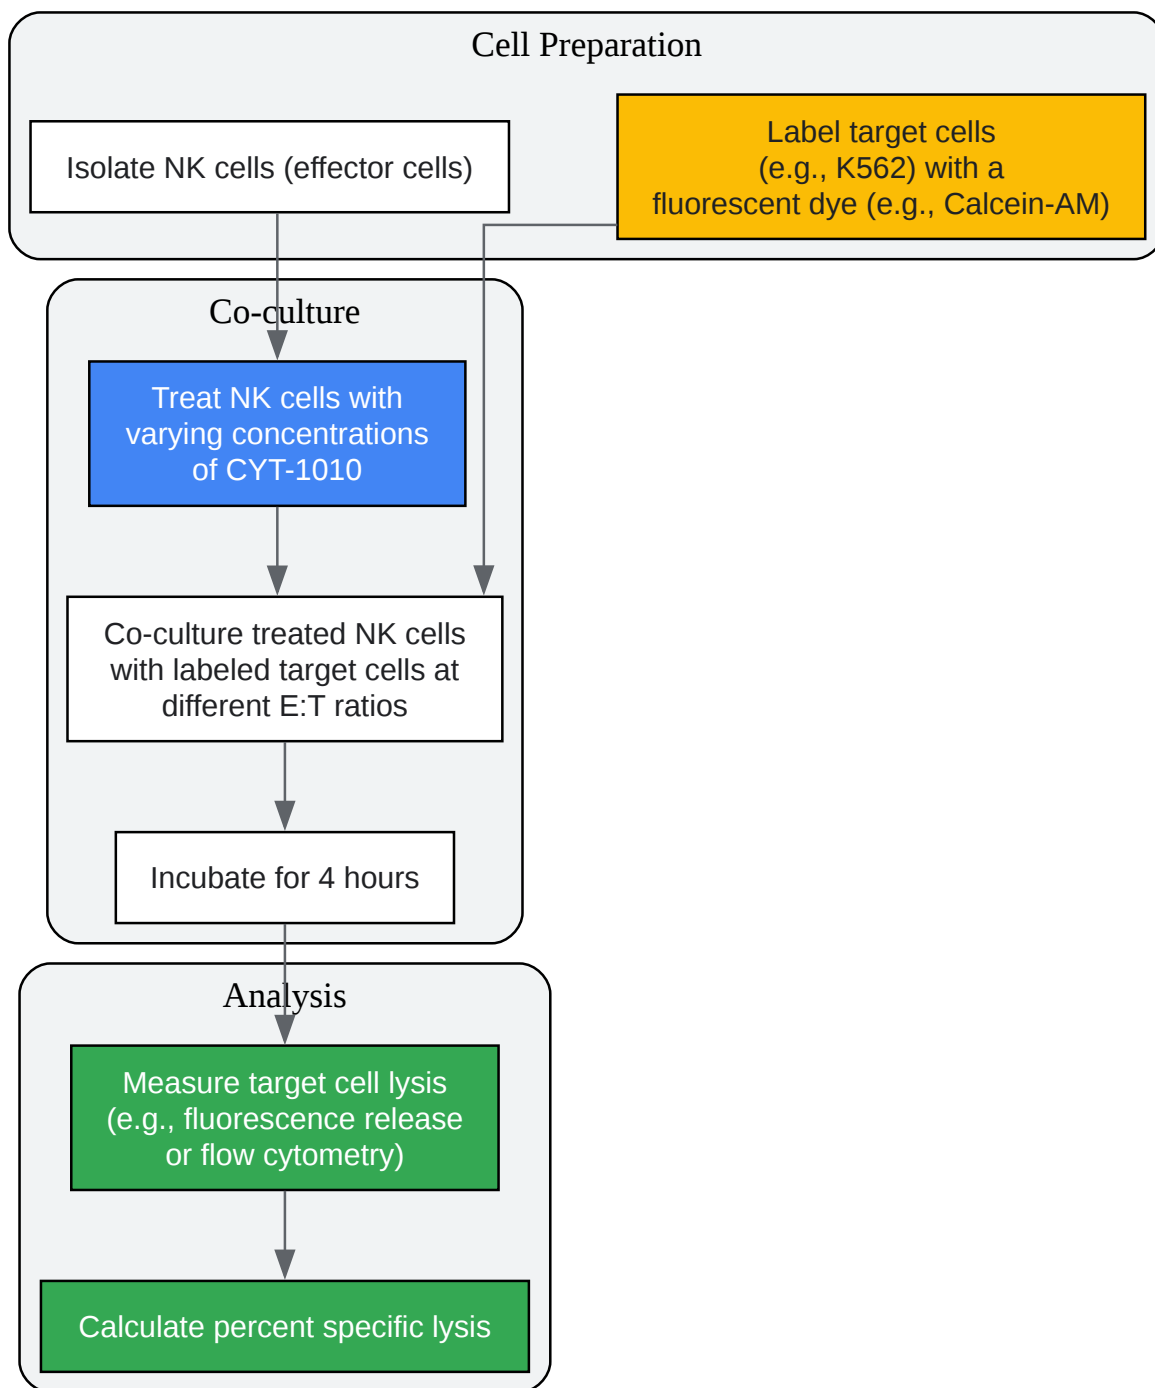 Cell Preparation
Isolate NK cells (effector cells)
Label target cells
(e.g., K562) with a
fluorescent dye (e.g., Calcein-AM)
Co-culture
Treat NK cells with
varying concentrations
of CYT-1010
Co-culture treated NK cells
with labeled target cells at
different E:T ratios
Incubate for 4 hours
Analysis
Measure target cell lysis
(e.g., fluorescence release
or flow cytometry)
Calculate percent specific lysis